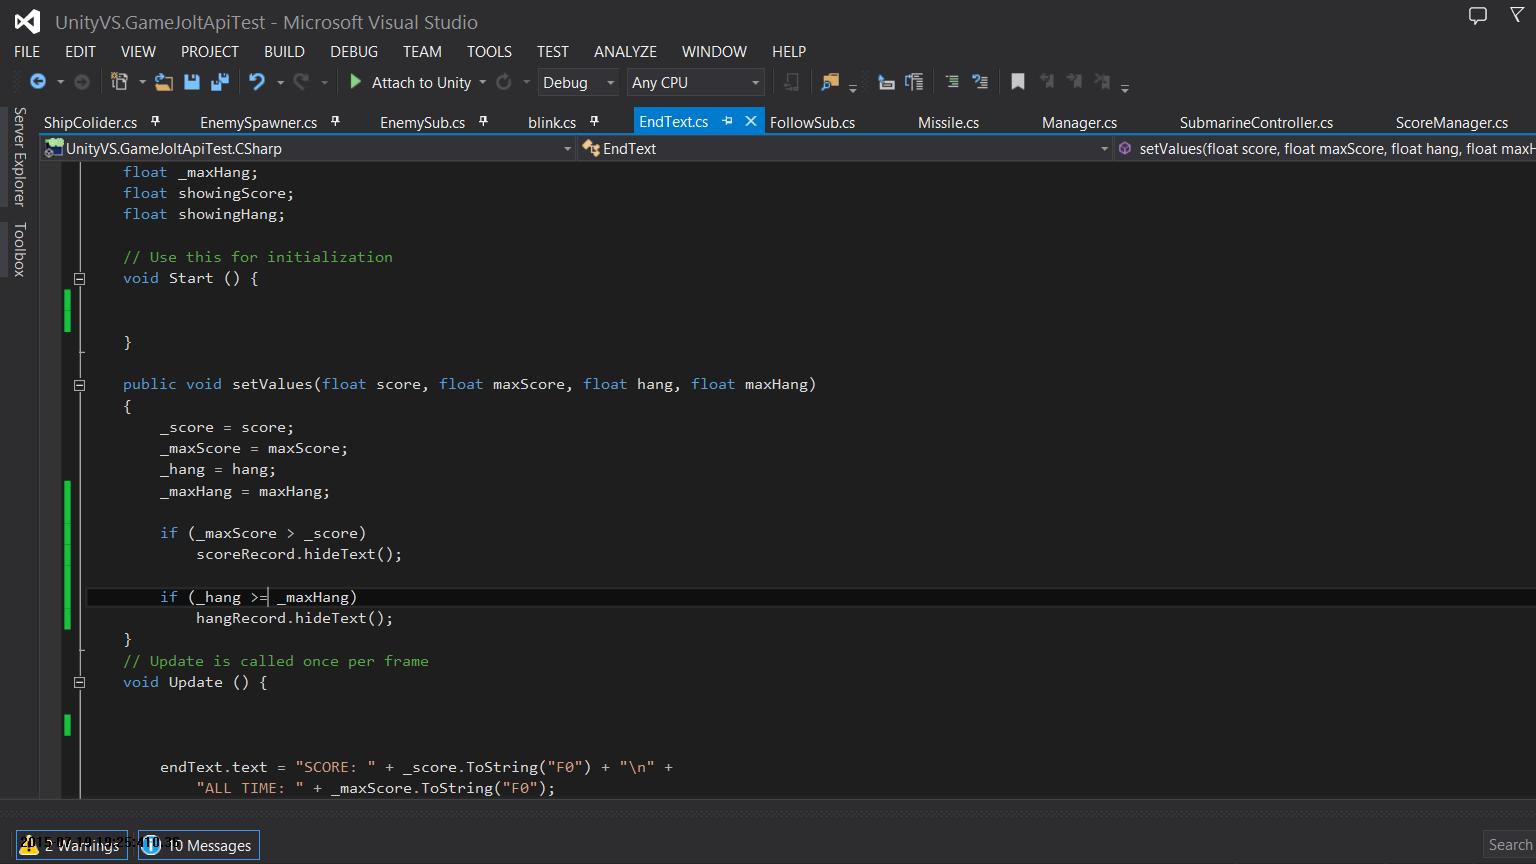 UnityVS.GameJoltApiTest - Microsoft Visual Studio
FILE EDIT VIEW PROJECT BUILD DEBUG TEAM TOOLS TEST ANALYZE WINDOW HELP
Attach to Unity Debug Any CPU
Server Explorer
Toolbox
ShipColider.cs EnemySpawner.cs EnemySub.cs blink.cs EndText.cs FollowSub.cs Missile.cs Manager.cs SubmarineController.cs ScoreManager.cs
UnityVS.GameJoltApiTest.CSharp EndText setValues(float score, float maxScore, float hang, float maxH
float _maxHang;
float showingScore;
float showingHang;
// Use this for initialization
void Start () {
}
public void setValues(float score, float maxScore, float hang, float maxHang)
{
_score = score;
_maxScore = maxScore;
_hang = hang;
_maxHang = maxHang;
if (_maxScore > _score)
scoreRecord.hideText();
if (_hang >= _maxHang)
hangRecord.hideText();
}
// Update is called once per frame
void Update () {
endText.text = "SCORE: " + _score.ToString("F0") + "\n" +
"ALL TIME: " + _maxScore.ToString("F0");
2 Warnings 10 Messages
Search